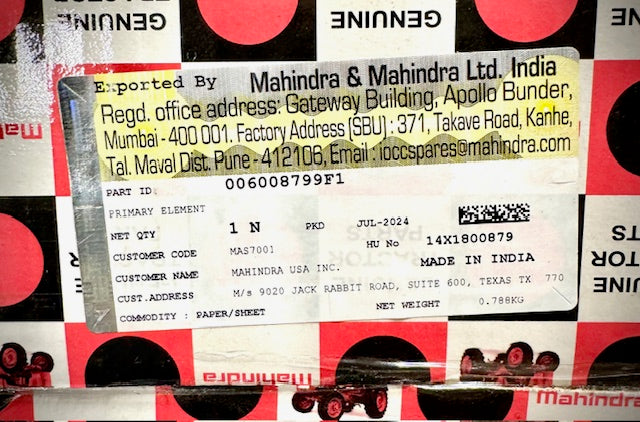 GENUINE
GENUINE
Exported By Mahindra & Mahindra Ltd. India
Regd. office address: Gateway Building, Apollo Bunder,
Mumbai - 400 001. Factory Address (SBU) : 371, Takave Road, Kanhe,
Tal. Maval Dist. Pune - 412106, Email : ioccspares@mahindra.com
PART ID: 006008799F1
PRIMARY ELEMENT
NET QTY 1 N PKD JUL-2024
HU No 14X1800879
CUSTOMER CODE MAS7001 MADE IN INDIA
CUSTOMER NAME MAHINDRA USA INC.
CUST.ADDRESS M/s 9020 JACK RABBIT ROAD, SUITE 600, TEXAS TX 770
COMMODITY : PAPER/SHEET NET WEIGHT 0.788KG
GENUINE
Mahindra
Mahindra